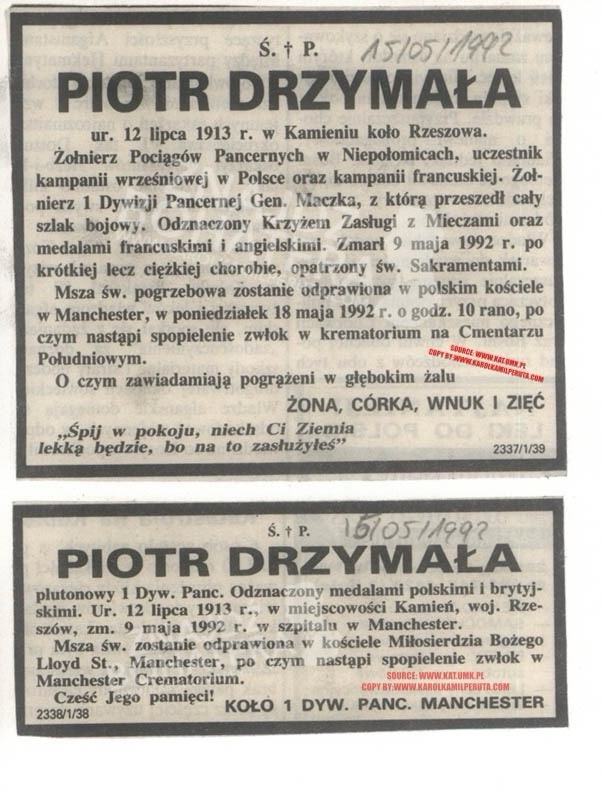 Ś. † P. 15/05/1992
PIOTR DRZYMAŁA
ur. 12 lipca 1913 r. w Kamieniu koło Rzeszowa.
Żołnierz Pociągów Pancernych w Niepołomicach, uczestnik
kampanii wrześniowej w Polsce oraz kampanii francuskiej. Żoł-
nierz 1 Dywizji Pancernej Gen. Maczka, z którą przeszedł cały
szlak bojowy. Odznaczony Krzyżem Zasługi z Mieczami oraz
medalami francuskimi i angielskimi. Zmarł 9 maja 1992 r. po
krótkiej lecz ciężkiej chorobie, opatrzony św. Sakramentami.
Msza św. pogrzebowa zostanie odprawiona w polskim kościele
w Manchester, w poniedziałek 18 maja 1992 r. o godz. 10 rano, po
czym nastąpi spopielenie zwłok w krematorium na Cmentarzu
Południowym.
SOURCE: WWW.KAT.UMK.PL
COPY BY:WWW.KAROLKAMILPERUTA.COM
O czym zawiadamiają pogrążeni w głębokim żalu
ŻONA, CÓRKA, WNUK I ZIĘĆ
„Śpij w pokoju, niech Ci Ziemia
lekką będzie, bo na to zasłużyłeś”
2337/1/39
Ś. † P. 15/05/1992
PIOTR DRZYMAŁA
plutonowy 1 Dyw. Panc. Odznaczony medalami polskimi i brytyj-
skimi. Ur. 12 lipca 1913 r., w miejscowości Kamień, woj. Rze-
szów, zm. 9 maja 1992 r. w szpitalu w Manchester.
Msza św. zostanie odprawiona w kościele Miłosierdzia Bożego
Lloyd St., Manchester, po czym nastąpi spopielenie zwłok w
Manchester Crematorium.
SOURCE: WWW.KAT.UMK.PL
COPY BY:WWW.KAROLKAMILPERUTA.COM
Cześć Jego pamięci!
KOŁO 1 DYW. PANC. MANCHESTER
2338/1/38